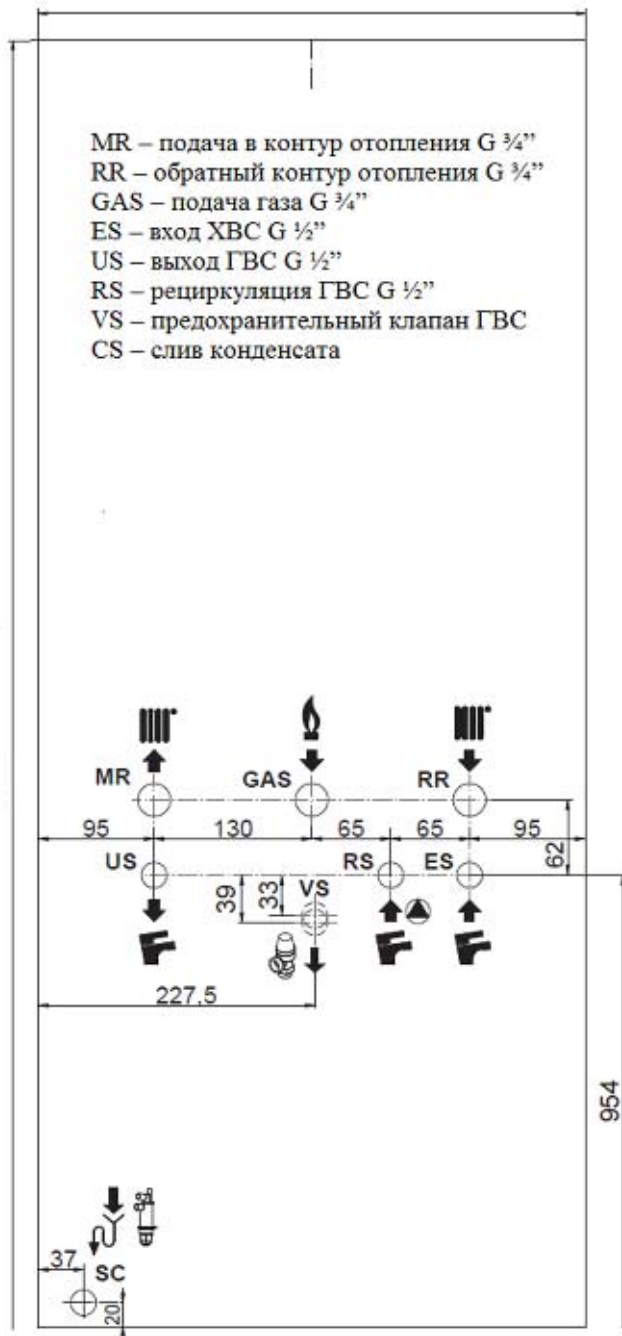 MR – подача в контур отопления G ¾”
RR – обратный контур отопления G ¾”
GAS – подача газа G ¾”
ES – вход ХВС G ½”
US – выход ГВС G ½”
RS – рециркуляция ГВС G ½”
VS – предохранительный клапан ГВС
CS – слив конденсата
MR GAS RR
95 130 65 65 95
62
US VS RS ES
39 33
227,5
954
37
SC
20